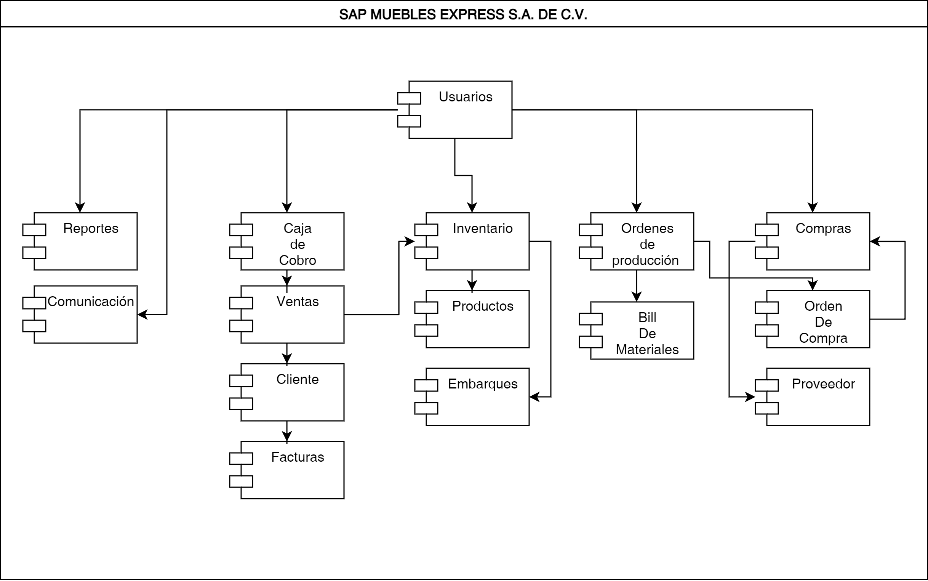 SAP MUEBLES EXPRESS S.A. DE C.V.
Usuarios
Reportes
Caja
de
Cobro
Inventario
Ordenes
de
producción
Compras
Comunicación
Ventas
Productos
Bill
De
Materiales
Orden
De
Compra
Cliente
Embarques
Proveedor
Facturas